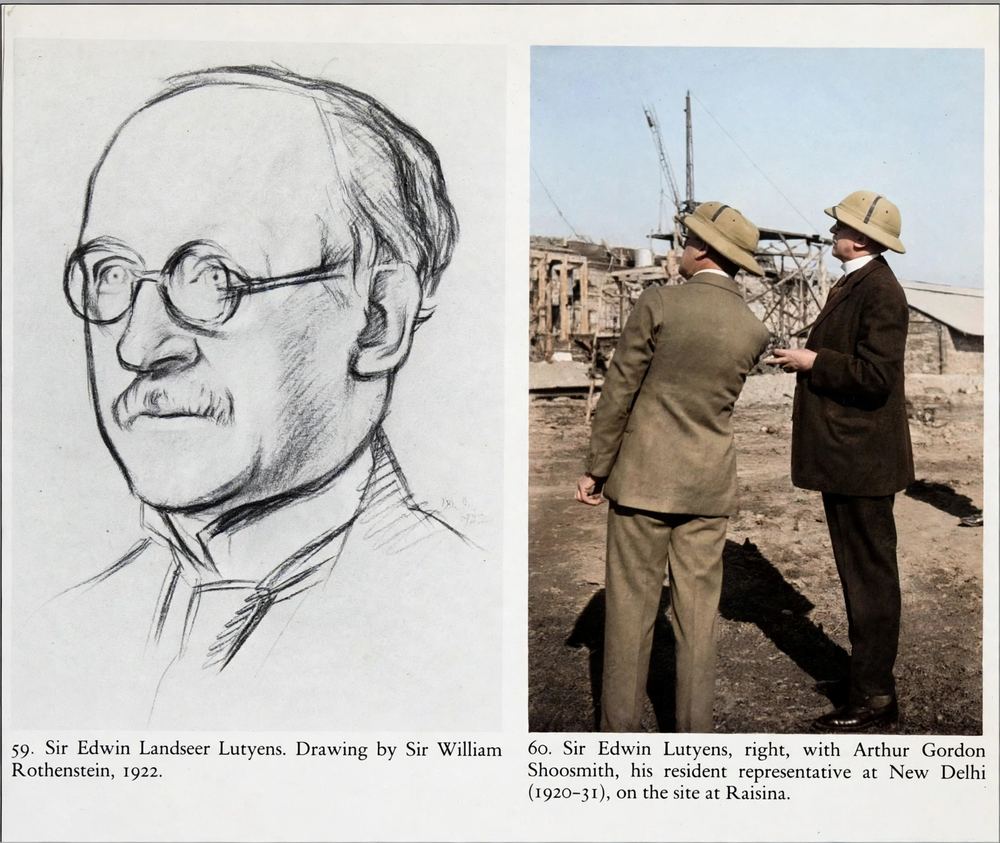 59. Sir Edwin Landseer Lutyens. Drawing by Sir William
Rothenstein, 1922.
60. Sir Edwin Lutyens, right, with Arthur Gordon
Shoosmith, his resident representative at New Delhi
(1920–31), on the site at Raisina.
1922